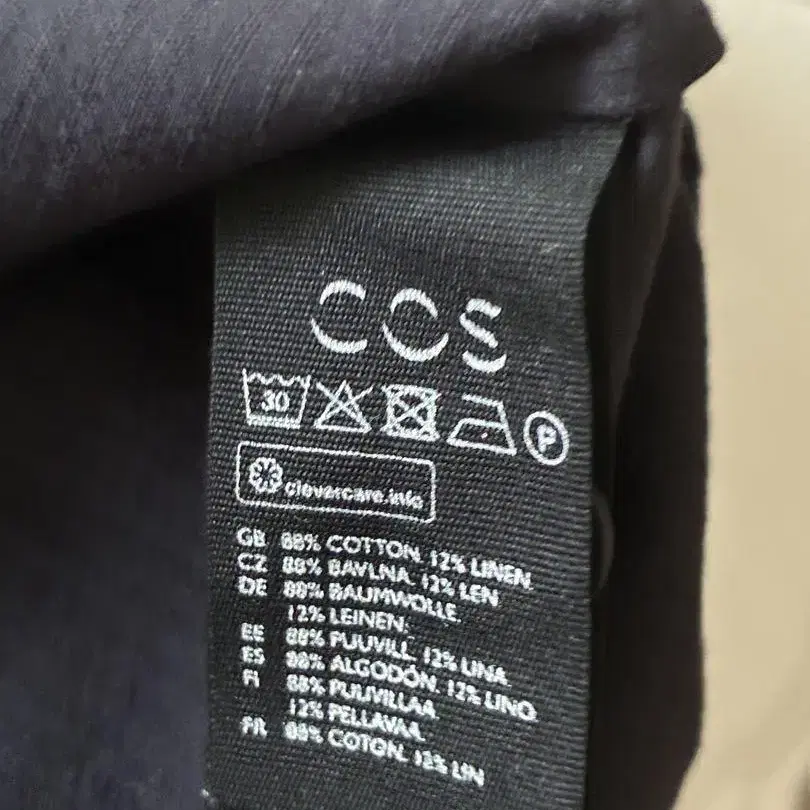 COS
30
P
clevercare.info
GB 88% COTTON. 12% LINEN.
CZ 88% BAVLNA. 12% LEN
DE 88% BAUMWOLLE.
12% LEINEN.
EE 88% PUUVILL. 12% LINA.
ES 88% ALGODÓN. 12% LINO.
FI 88% PUUVILLAA.
12% PELLAVAA.
FR 88% COTON. 12% LIN